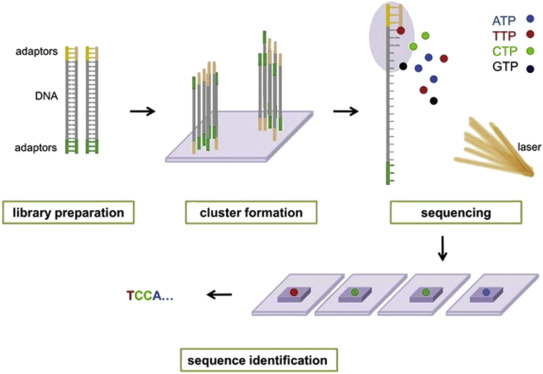 adaptors
DNA
adaptors
library preparation
cluster formation
ATP
TTP
CTP
GTP
laser
sequencing
TCCA...
sequence identification